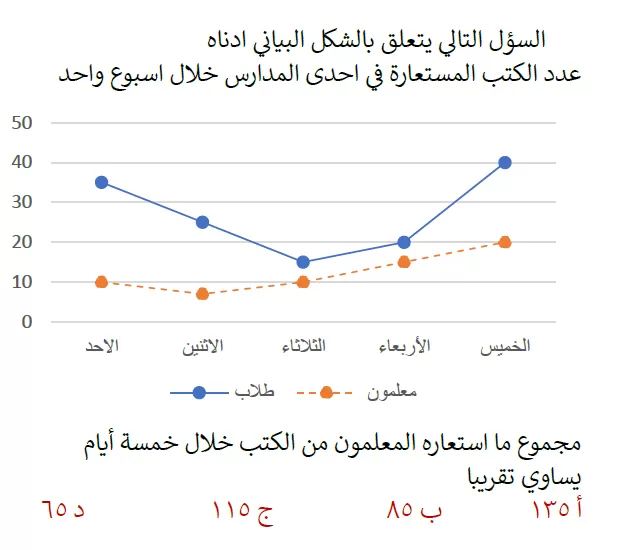 السؤل التالي يتعلق بالشكل البياني ادناه
عدد الكتب المستعارة في احدى المدارس خلال اسبوع واحد
50
40
30
20
10
0
الاحد الاثنين الثلاثاء الأربعاء الخميس
طلاب معلمون
مجموع ما استعاره المعلمون من الكتب خلال خمسة أيام
يساوي تقريبا
أ ١٣٥ ب ٨٥ ج ١١٥ د ٦٥